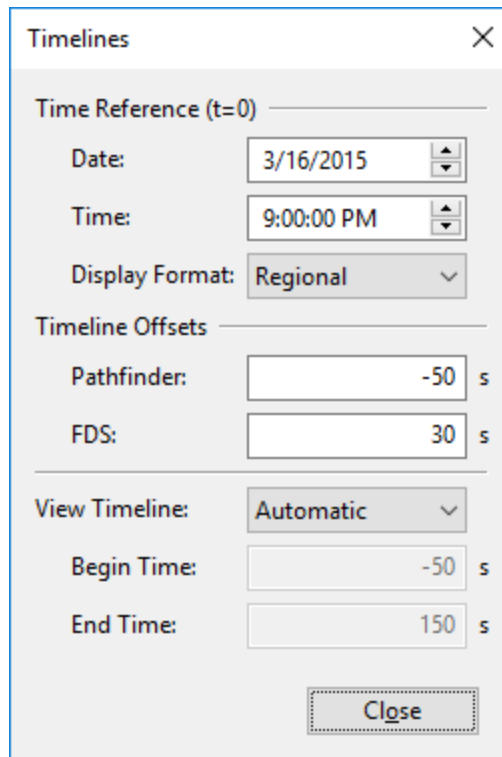 Timelines
Time Reference (t=0)
Date: 3/16/2015
Time: 9:00:00 PM
Display Format: Regional
Timeline Offsets
Pathfinder: -50 s
FDS: 30 s
View Timeline: Automatic
Begin Time: -50 s
End Time: 150 s
Close